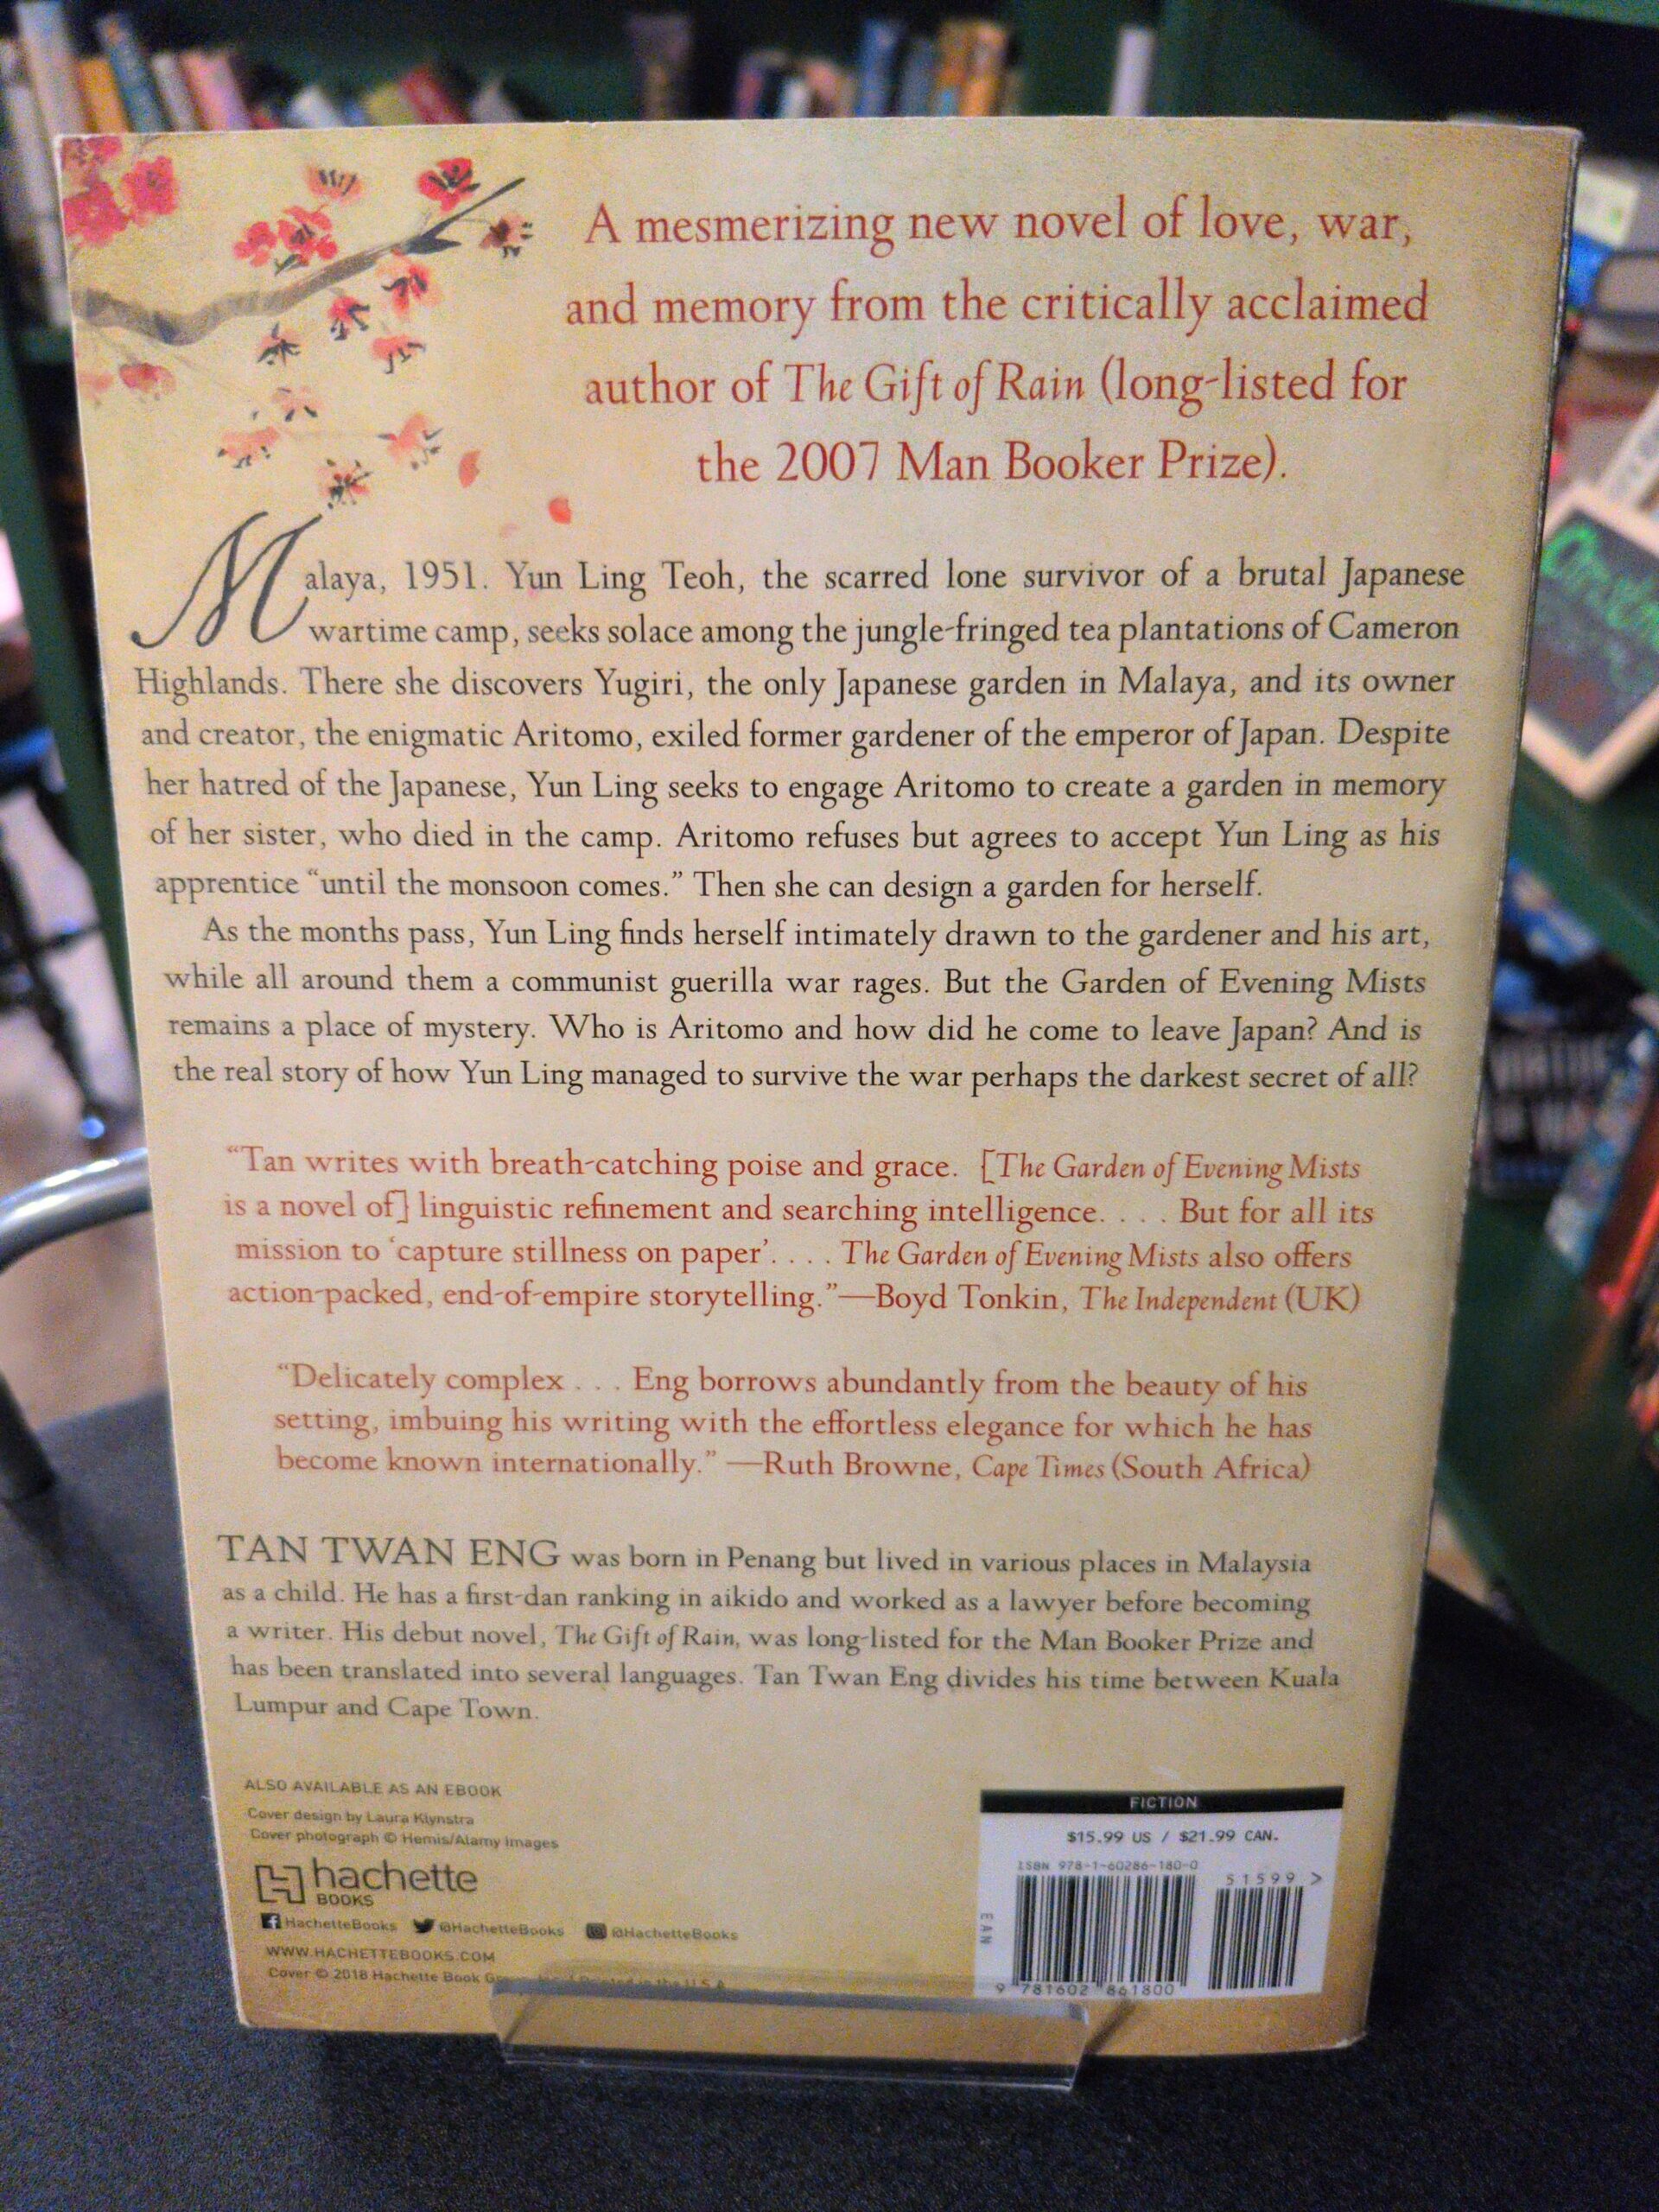 A mesmerizing new novel of love, war,
and memory from the critically acclaimed
author of The Gift of Rain (long-listed for
the 2007 Man Booker Prize).
Malaya, 1951. Yun Ling Teoh, the scarred lone survivor of a brutal Japanese
wartime camp, seeks solace among the jungle-fringed tea plantations of Cameron
Highlands. There she discovers Yugiri, the only Japanese garden in Malaya, and its owner
and creator, the enigmatic Aritomo, exiled former gardener of the emperor of Japan. Despite
her hatred of the Japanese, Yun Ling seeks to engage Aritomo to create a garden in memory
of her sister, who died in the camp. Aritomo refuses but agrees to accept Yun Ling as his
apprentice “until the monsoon comes.” Then she can design a garden for herself.
As the months pass, Yun Ling finds herself intimately drawn to the gardener and his art,
while all around them a communist guerilla war rages. But the Garden of Evening Mists
remains a place of mystery. Who is Aritomo and how did he come to leave Japan? And is
the real story of how Yun Ling managed to survive the war perhaps the darkest secret of all?
“Tan writes with breath-catching poise and grace. [The Garden of Evening Mists
is a novel of] linguistic refinement and searching intelligence. . . . But for all its
mission to ‘capture stillness on paper’. . . . The Garden of Evening Mists also offers
action-packed, end-of-empire storytelling.”—Boyd Tonkin, The Independent (UK)
“Delicately complex . . . Eng borrows abundantly from the beauty of his
setting, imbuing his writing with the effortless elegance for which he has
become known internationally.” —Ruth Browne, Cape Times (South Africa)
TAN TWAN ENG was born in Penang but lived in various places in Malaysia
as a child. He has a first-dan ranking in aikido and worked as a lawyer before becoming
a writer. His debut novel, The Gift of Rain, was long-listed for the Man Booker Prize and
has been translated into several languages. Tan Twan Eng divides his time between Kuala
Lumpur and Cape Town.
ALSO AVAILABLE AS AN EBOOK
Cover design by Laura Klynstra
Cover photograph © Hemis/Alamy Images
hachette
BOOKS
HachetteBooks @HachetteBooks @HachetteBooks
WWW.HACHETTEBOOKS.COM
Cover © 2018 Hachette Book Printed in the U.S.A.
FICTION
$15.99 US / $21.99 CAN.
ISBN 978-1-60286-180-0
51599 >
EAN
9 781602 861800